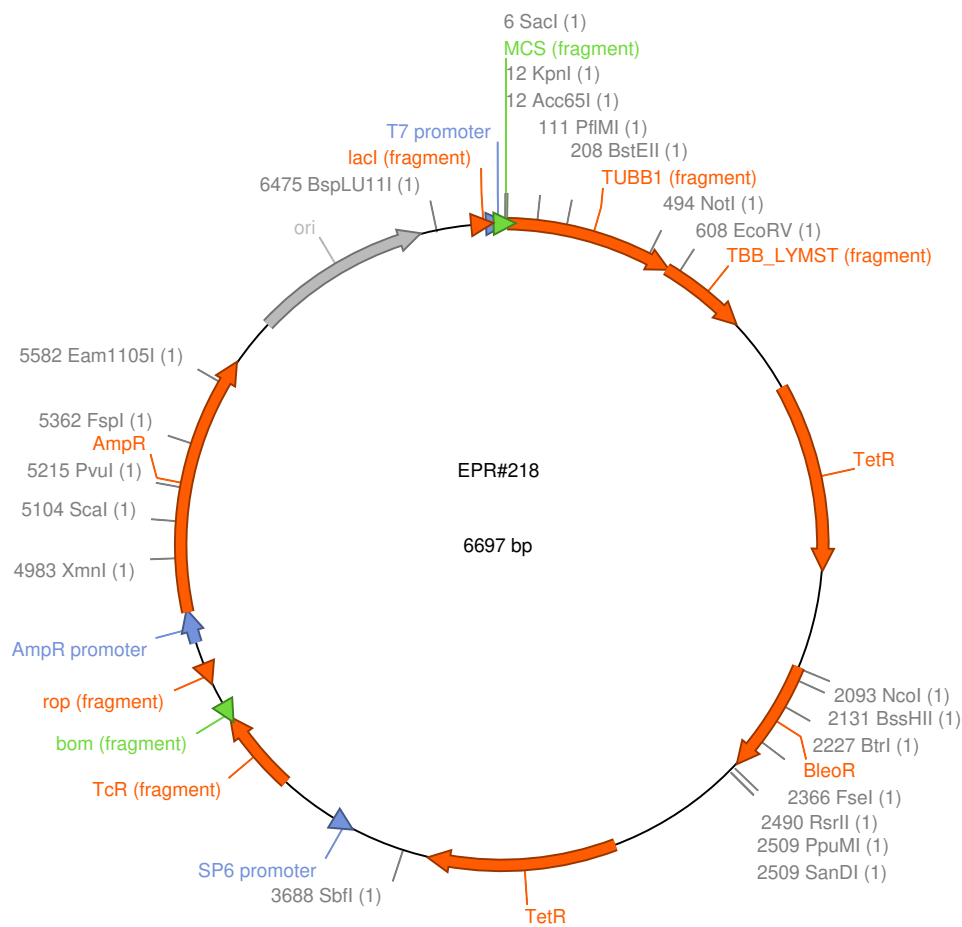 6 SacI (1)
MCS (fragment)
12 KpnI (1)
12 Acc65I (1)
111 PflMI (1)
208 BstEII (1)
TUBB1 (fragment)
494 NotI (1)
608 EcoRV (1)
TBB_LYMST (fragment)
TetR
2093 NcoI (1)
2131 BssHII (1)
2227 BtrI (1)
BleoR
2366 FseI (1)
2490 RsrII (1)
2509 PpuMI (1)
2509 SanDI (1)
TetR
3688 SbfI (1)
SP6 promoter
TcR (fragment)
bom (fragment)
rop (fragment)
AmpR promoter
4983 XmnI (1)
5104 ScaI (1)
5215 PvuI (1)
AmpR
5362 FspI (1)
5582 Eam1105I (1)
ori
6475 BspLU11I (1)
lacI (fragment)
T7 promoter
EPR#218
6697 bp